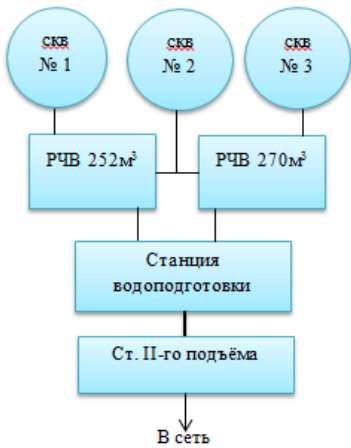 скв
№ 1
скв
№ 2
скв
№ 3
РЧВ 252м³
РЧВ 270м³
Станция
водоподготовки
Ст. II-го подъёма
В сеть